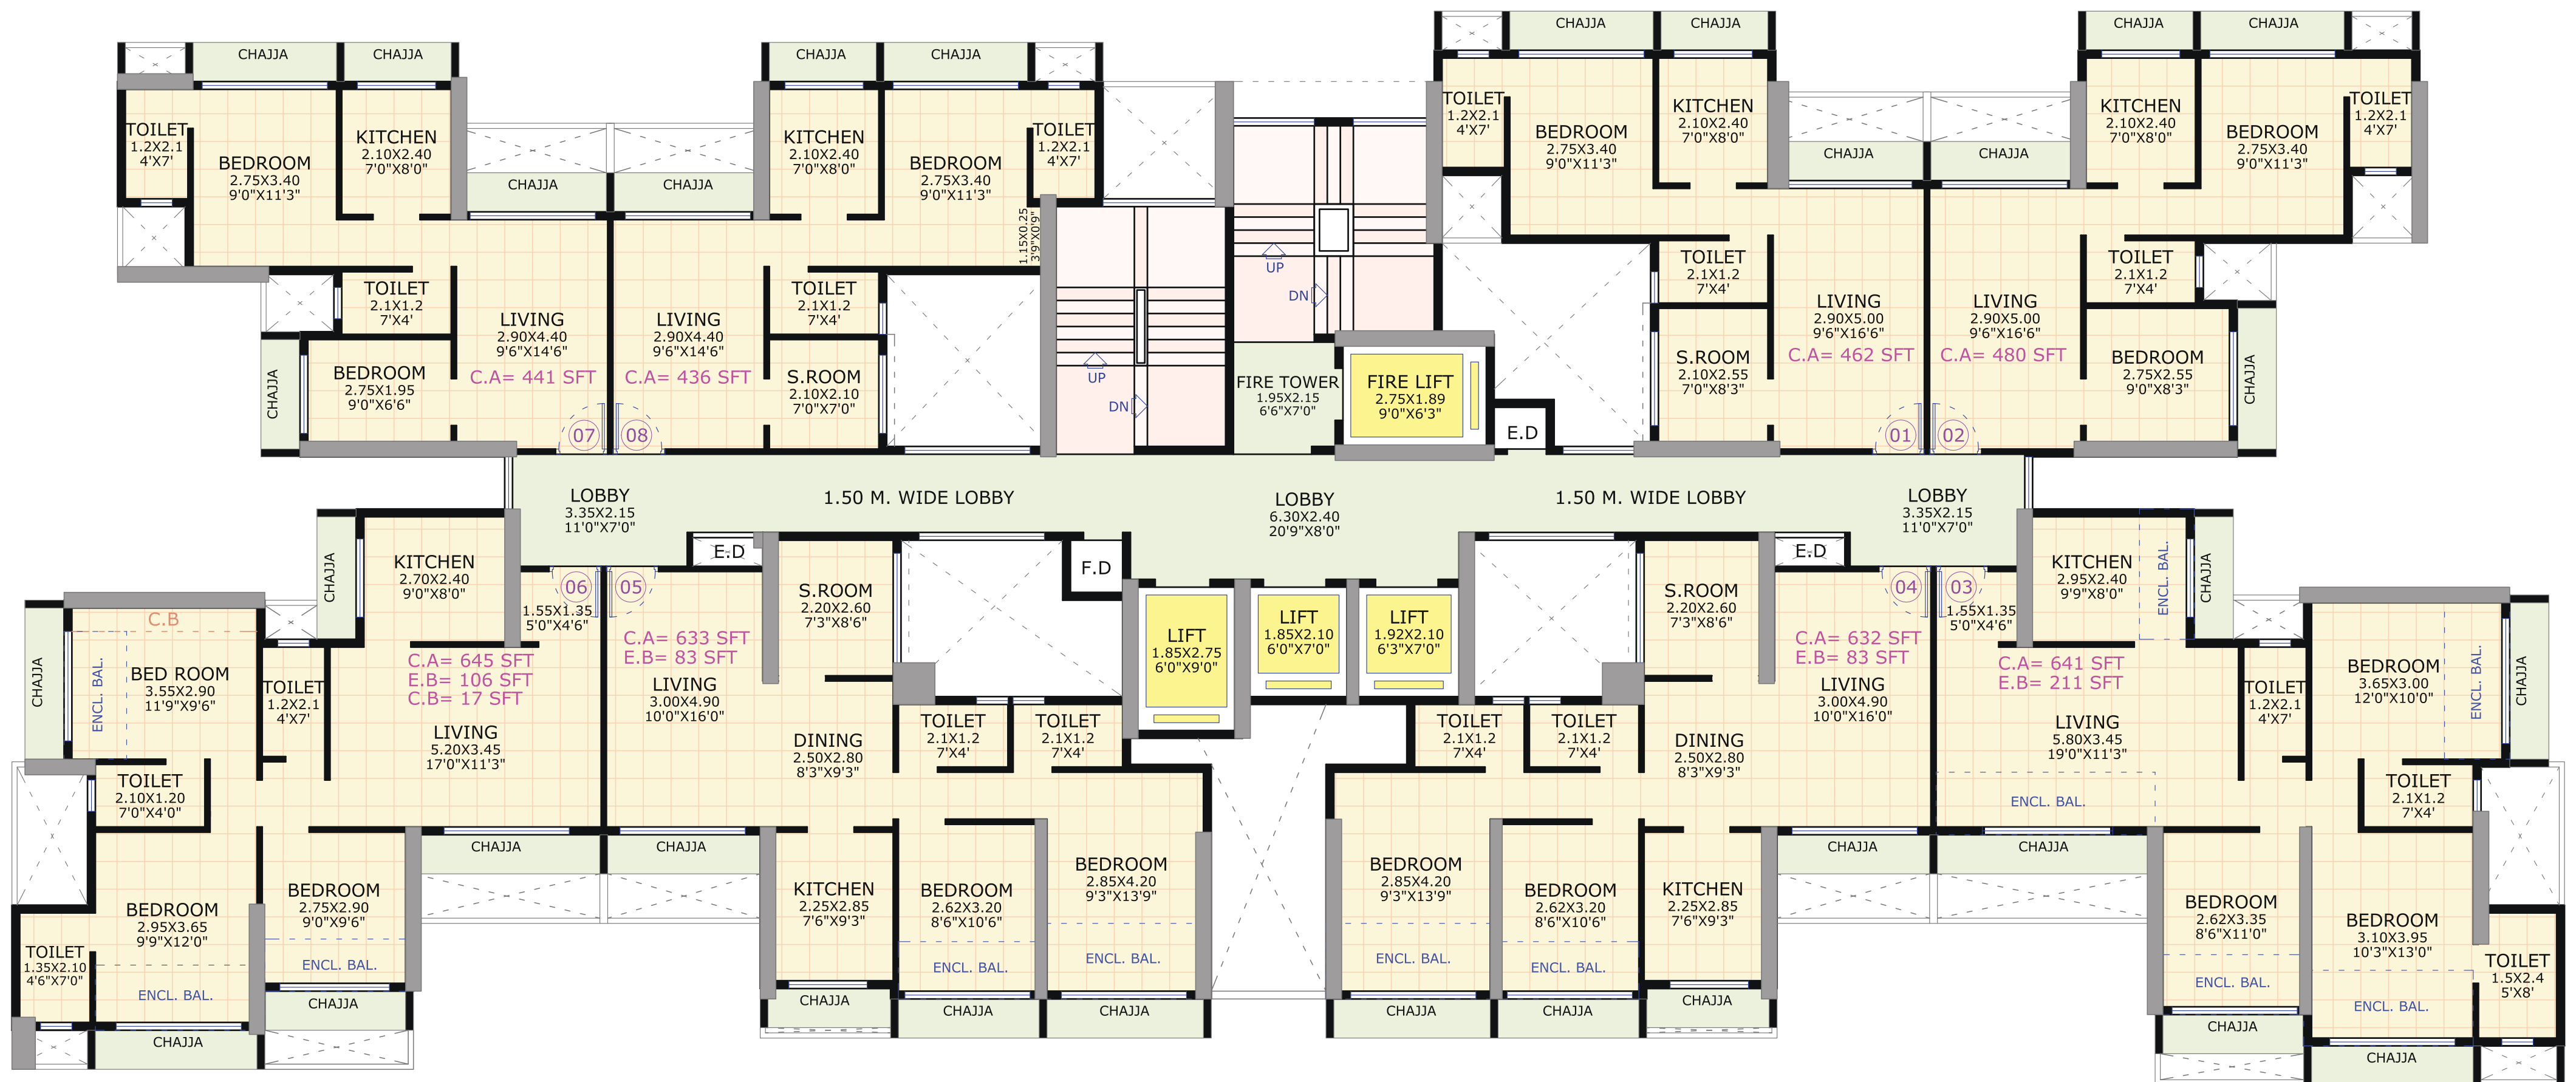 CHAJJA
CHAJJA
TOILET
1.2X2.1
4'X7'
BEDROOM
2.75X3.40
9'0"X11'3"
KITCHEN
2.10X2.40
7'0"X8'0"
CHAJJA
TOILET
2.1X1.2
7'X4'
LIVING
2.90X4.40
9'6"X14'6"
C.A= 441 SFT
BEDROOM
2.75X1.95
9'0"X6'6"
CHAJJA
07
CHAJJA
CHAJJA
KITCHEN
2.10X2.40
7'0"X8'0"
BEDROOM
2.75X3.40
9'0"X11'3"
TOILET
1.2X2.1
4'X7'
CHAJJA
1.15X0.25
3'9"X0'9"
TOILET
2.1X1.2
7'X4'
LIVING
2.90X4.40
9'6"X14'6"
C.A= 436 SFT
S.ROOM
2.10X2.10
7'0"X7'0"
08
UP
DN
UP
DN
FIRE TOWER
1.95X2.15
6'6"X7'0"
FIRE LIFT
2.75X1.89
9'0"X6'3"
E.D
CHAJJA
CHAJJA
TOILET
1.2X2.1
4'X7'
BEDROOM
2.75X3.40
9'0"X11'3"
KITCHEN
2.10X2.40
7'0"X8'0"
CHAJJA
TOILET
2.1X1.2
7'X4'
LIVING
2.90X5.00
9'6"X16'6"
C.A= 462 SFT
S.ROOM
2.10X2.55
7'0"X8'3"
01
CHAJJA
CHAJJA
KITCHEN
2.10X2.40
7'0"X8'0"
BEDROOM
2.75X3.40
9'0"X11'3"
TOILET
1.2X2.1
4'X7'
CHAJJA
TOILET
2.1X1.2
7'X4'
LIVING
2.90X5.00
9'6"X16'6"
C.A= 480 SFT
BEDROOM
2.75X2.55
9'0"X8'3"
CHAJJA
02
LOBBY
3.35X2.15
11'0"X7'0"
1.50 M. WIDE LOBBY
LOBBY
6.30X2.40
20'9"X8'0"
1.50 M. WIDE LOBBY
LOBBY
3.35X2.15
11'0"X7'0"
CHAJJA
KITCHEN
2.70X2.40
9'0"X8'0"
06
1.55X1.35
5'0"X4'6"
C.B
CHAJJA
ENCL. BAL.
BED ROOM
3.55X2.90
11'9"X9'6"
TOILET
1.2X2.1
4'X7'
C.A= 645 SFT
E.B= 106 SFT
C.B= 17 SFT
LIVING
5.20X3.45
17'0"X11'3"
TOILET
2.10X1.20
7'0"X4'0"
BEDROOM
2.95X3.65
9'9"X12'0"
ENCL. BAL.
BEDROOM
2.75X2.90
9'0"X9'6"
ENCL. BAL.
TOILET
1.35X2.10
4'6"X7'0"
CHAJJA
CHAJJA
CHAJJA
E.D
05
C.A= 633 SFT
E.B= 83 SFT
LIVING
3.00X4.90
10'0"X16'0"
S.ROOM
2.20X2.60
7'3"X8'6"
F.D
DINING
2.50X2.80
8'3"X9'3"
TOILET
2.1X1.2
7'X4'
TOILET
2.1X1.2
7'X4'
CHAJJA
KITCHEN
2.25X2.85
7'6"X9'3"
BEDROOM
2.62X3.20
8'6"X10'6"
ENCL. BAL.
BEDROOM
2.85X4.20
9'3"X13'9"
ENCL. BAL.
CHAJJA
CHAJJA
CHAJJA
LIFT
1.85X2.75
6'0"X9'0"
LIFT
1.85X2.10
6'0"X7'0"
LIFT
1.92X2.10
6'3"X7'0"
S.ROOM
2.20X2.60
7'3"X8'6"
E.D
04
C.A= 632 SFT
E.B= 83 SFT
LIVING
3.00X4.90
10'0"X16'0"
TOILET
2.1X1.2
7'X4'
TOILET
2.1X1.2
7'X4'
DINING
2.50X2.80
8'3"X9'3"
BEDROOM
2.85X4.20
9'3"X13'9"
ENCL. BAL.
BEDROOM
2.62X3.20
8'6"X10'6"
ENCL. BAL.
KITCHEN
2.25X2.85
7'6"X9'3"
CHAJJA
CHAJJA
CHAJJA
CHAJJA
03
1.55X1.35
5'0"X4'6"
KITCHEN
2.95X2.40
9'9"X8'0"
ENCL. BAL.
CHAJJA
C.A= 641 SFT
E.B= 211 SFT
LIVING
5.80X3.45
19'0"X11'3"
ENCL. BAL.
CHAJJA
TOILET
1.2X2.1
4'X7'
BEDROOM
3.65X3.00
12'0"X10'0"
ENCL. BAL.
CHAJJA
TOILET
2.1X1.2
7'X4'
BEDROOM
2.62X3.35
8'6"X11'0"
ENCL. BAL.
BEDROOM
3.10X3.95
10'3"X13'0"
ENCL. BAL.
TOILET
1.5X2.4
5'X8'
CHAJJA
CHAJJA